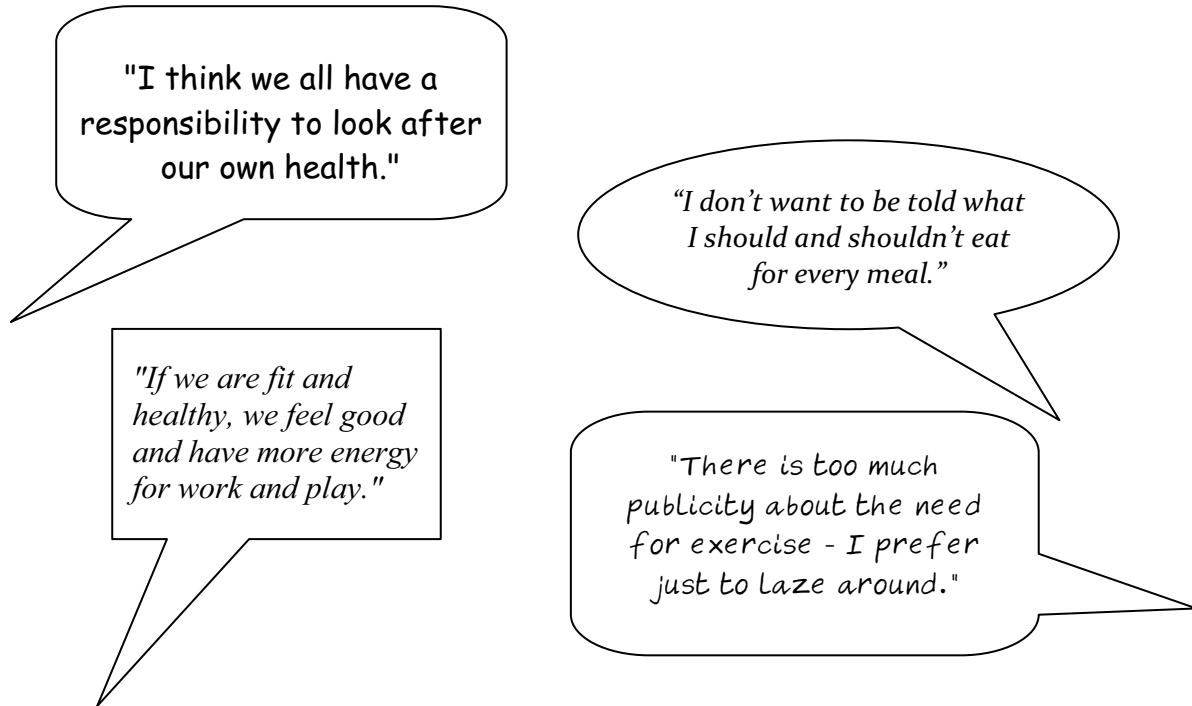 "I think we all have a
responsibility to look after
our own health."
“I don’t want to be told what
I should and shouldn’t eat
for every meal.”
"If we are fit and
healthy, we feel good
and have more energy
for work and play."
"There is too much
publicity about the need
for exercise - I prefer
just to laze around."